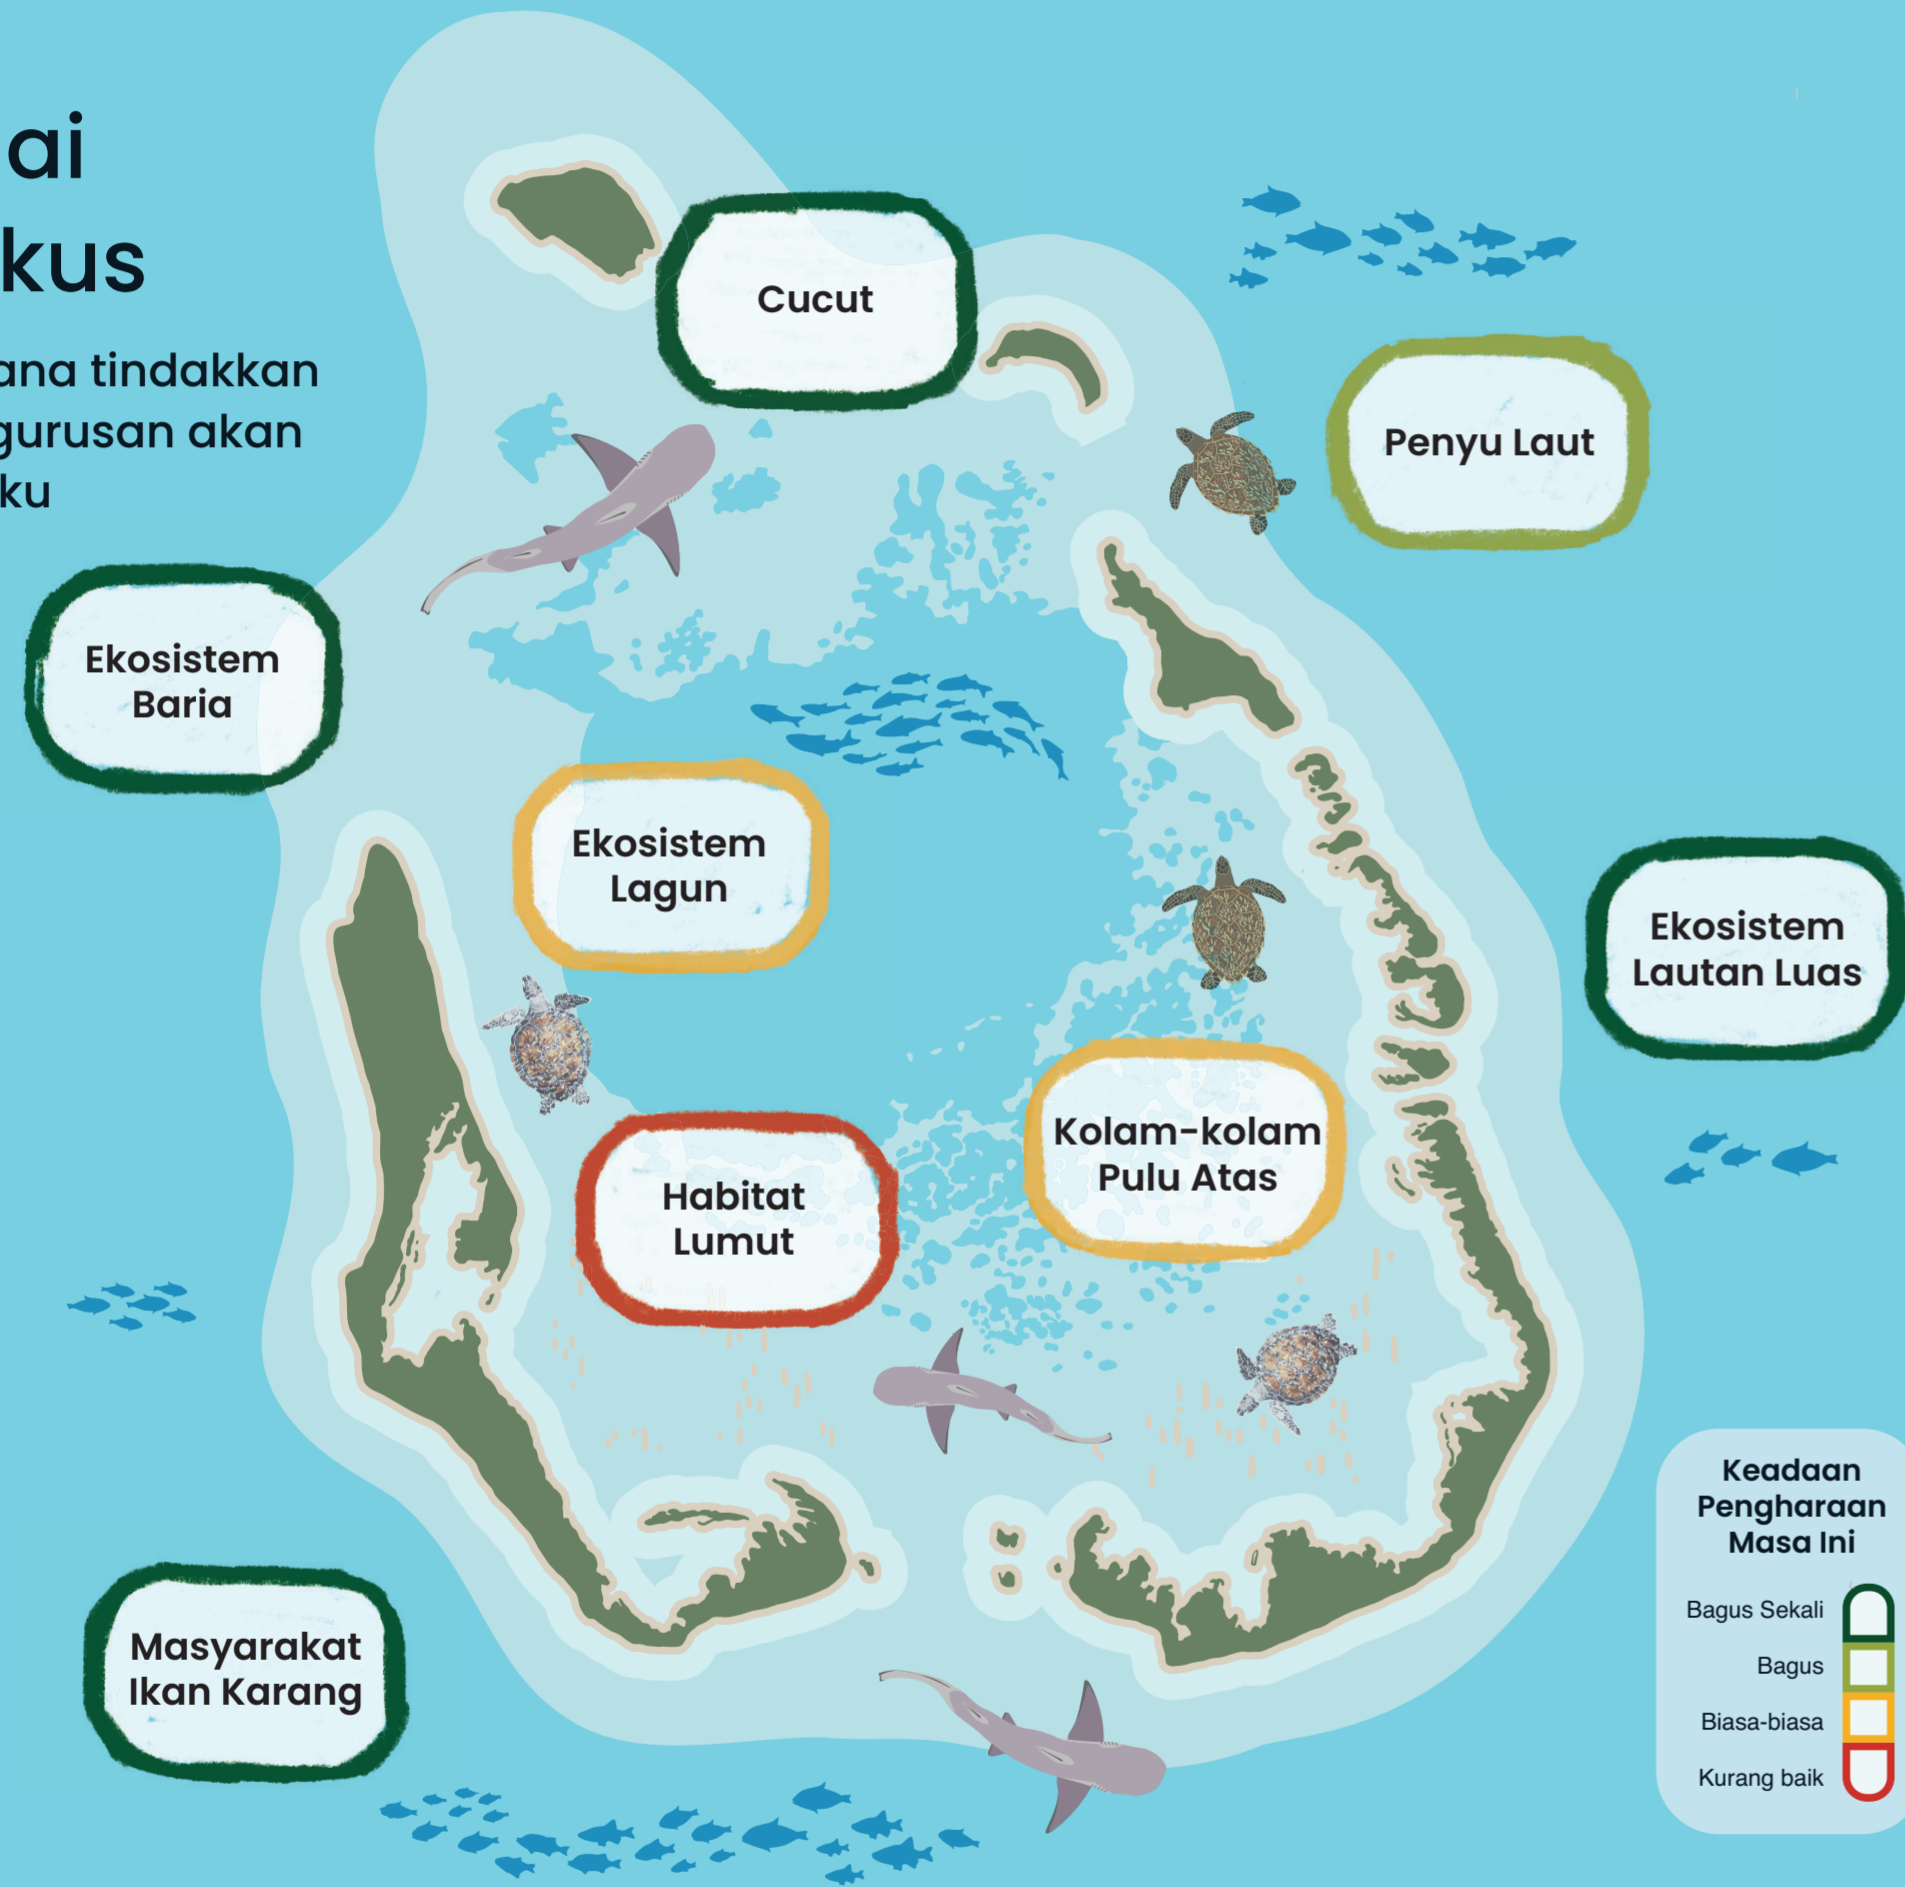 ai
kus
ana tindakkan
gurusan akan
ku
Cucut
Penyu Laut
Ekosistem
Baria
Ekosistem
Lagun
Ekosistem
Lautan Luas
Kolam-kolam
Pulu Atas
Habitat
Lumut
Masyarakat
Ikan Karang
Keadaan
Pengharaan
Masa Ini
Bagus Sekali
Bagus
Biasa-biasa
Kurang baik